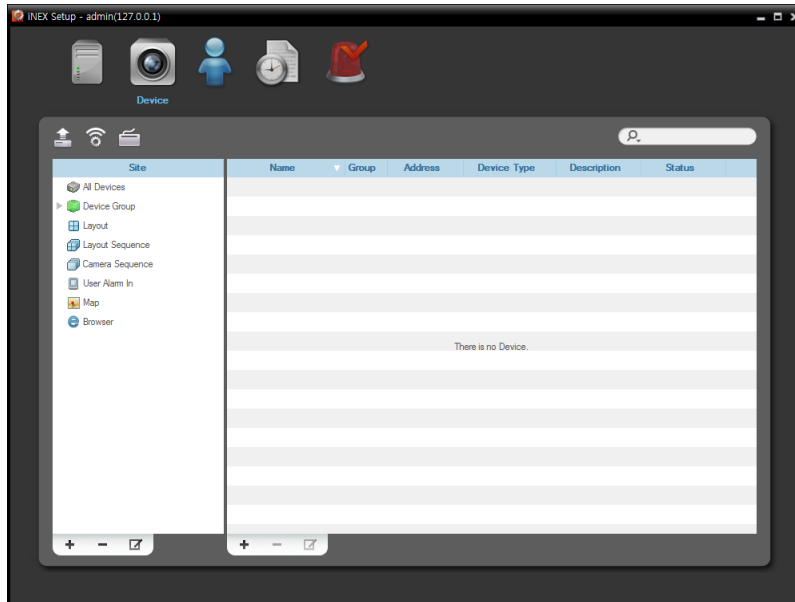 iNEX Setup - admin(127.0.0.1)
Device
Site
Name Group Address Device Type Description Status
All Devices
Device Group
Layout
Layout Sequence
Camera Sequence
User Alarm In
Map
Browser
There is no Device.